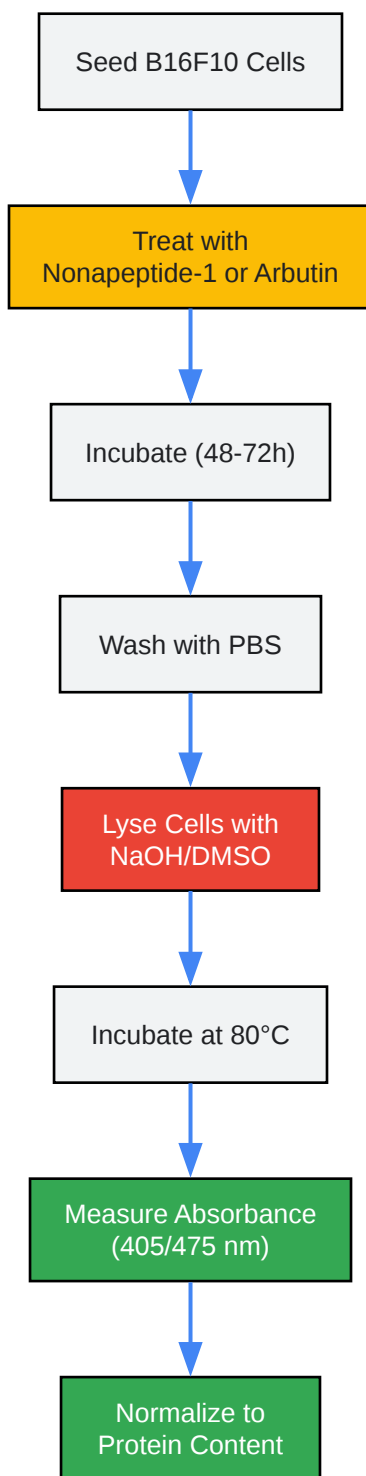 Seed B16F10 Cells
Treat with
Nonapeptide-1 or Arbutin
Incubate (48-72h)
Wash with PBS
Lyse Cells with
NaOH/DMSO
Incubate at 80°C
Measure Absorbance
(405/475 nm)
Normalize to
Protein Content